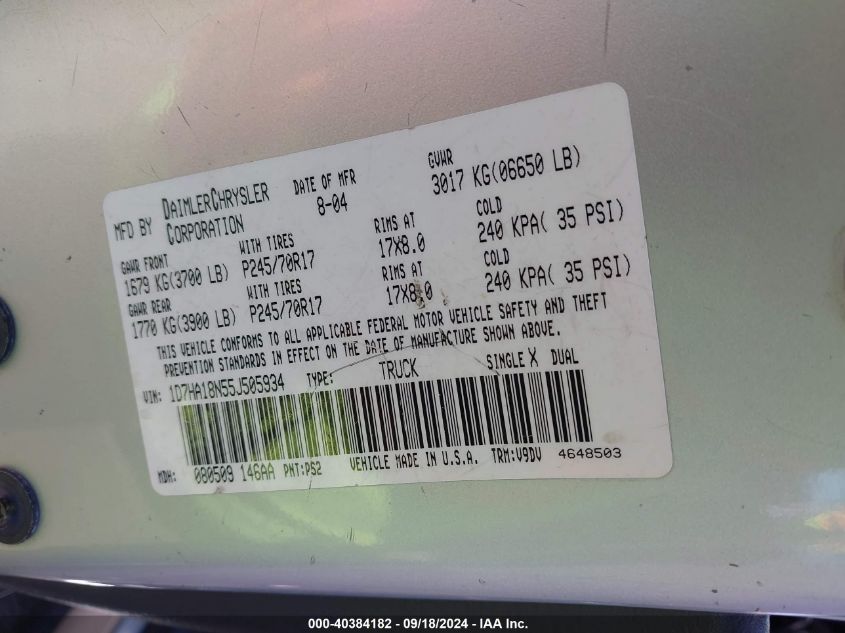 MFD BY DAIMLERCHRYSLER CORPORATION
DATE OF MFR 8-04
GVWR 3017 KG(06650 LB)
GAWR FRONT WITH TIRES RIMS AT COLD
1679 KG(3700 LB) P245/70R17 17X8.0 240 KPA( 35 PSI)
GAWR REAR WITH TIRES RIMS AT COLD
1770 KG(3900 LB) P245/70R17 17X8.0 240 KPA( 35 PSI)
THIS VEHICLE CONFORMS TO ALL APPLICABLE FEDERAL MOTOR VEHICLE SAFETY AND THEFT
PREVENTION STANDARDS IN EFFECT ON THE DATE OF MANUFACTURE SHOWN ABOVE.
VIN: 1D7HA18N55J505934 TYPE: TRUCK SINGLE X DUAL
MDH: 080509 146AA PNT:PS2 VEHICLE MADE IN U.S.A. TRM:V9DV 4648503
000-40384182 - 09/18/2024 - IAA Inc.